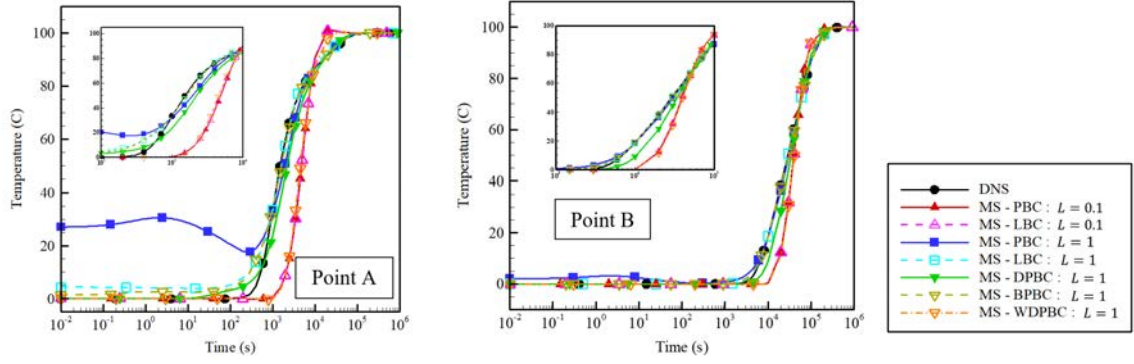 100
80
60
40
20
0
Temperature (C)
10⁻² 10⁻¹ 10⁰ 10¹ 10² 10³ 10⁴ 10⁵ 10⁶
Time (s)
Point A
100
80
60
40
20
0
Temperature (C)
10⁻² 10⁻¹ 10⁰ 10¹ 10² 10³ 10⁴ 10⁵ 10⁶
Time (s)
Point B
DNS
MS - PBC : L = 0.1
MS - LBC : L = 0.1
MS - PBC : L = 1
MS - LBC : L = 1
MS - DPBC : L = 1
MS - BPBC : L = 1
MS - WDPBC : L = 1